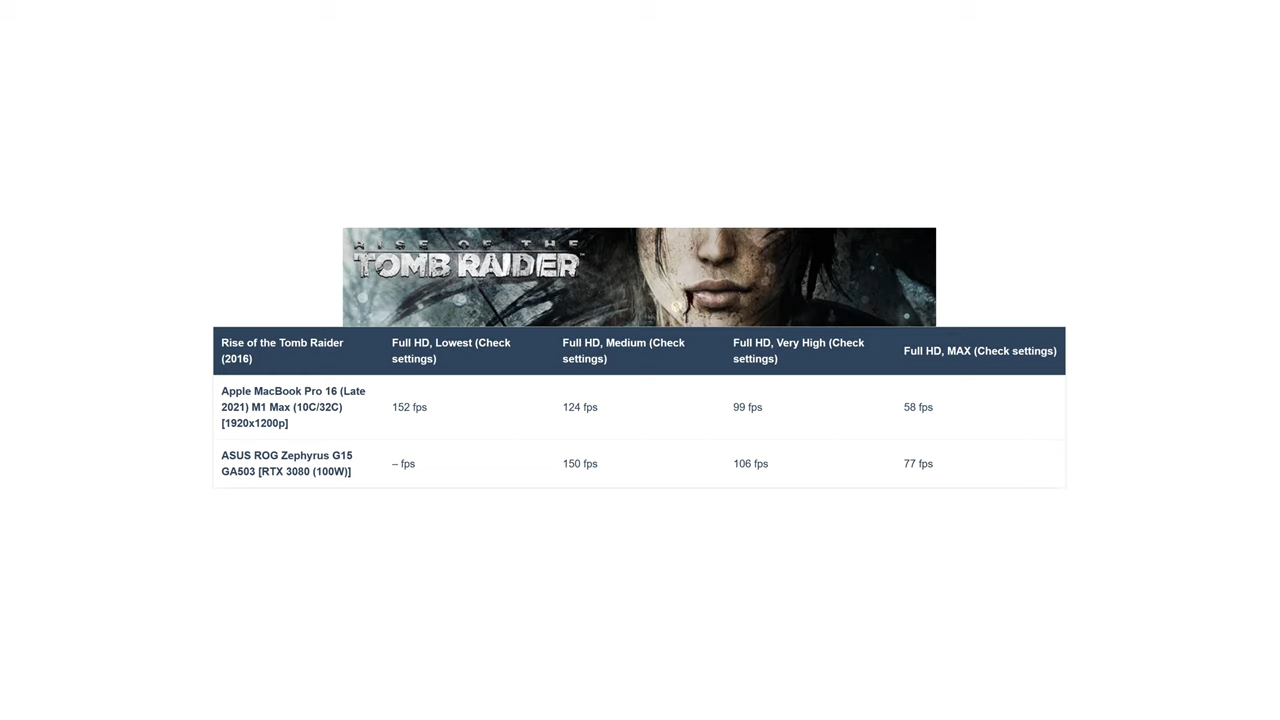 RISE OF THE
TOMB RAIDER
Rise of the Tomb Raider
(2016)
Full HD, Lowest (Check
settings)
Full HD, Medium (Check
settings)
Full HD, Very High (Check
settings)
Full HD, MAX (Check settings)
Apple MacBook Pro 16 (Late
2021) M1 Max (10C/32C)
[1920x1200p]
152 fps
124 fps
99 fps
58 fps
ASUS ROG Zephyrus G15
GA503 [RTX 3080 (100W)]
– fps
150 fps
106 fps
77 fps